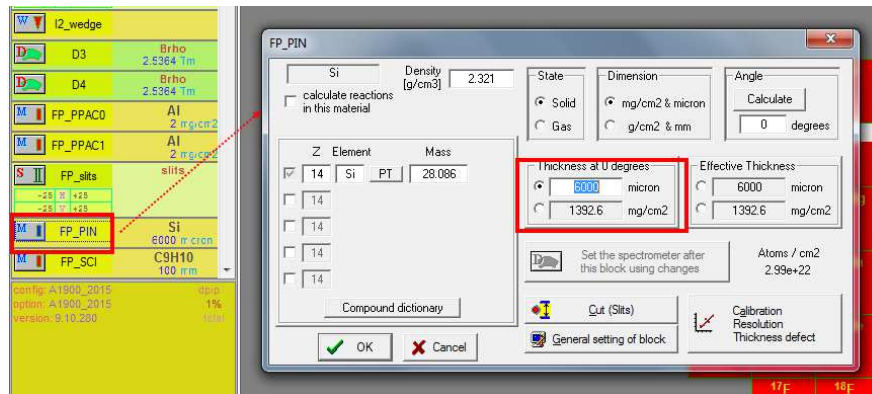 W I2_wedge
D D3 Brho
2.5364 Tm
D D4 Brho
2.5364 Tm
M FP_PPAC0 Al
2 mg/cm2
M FP_PPAC1 Al
2 mg/cm2
S FP_slits slits
-25 H +25
-25 V +25
M FP_PIN Si
6000 micron
M FP_SCI C9H10
100 mm
config: A1900_2015 dpip
option: A1900_2015 1%
version: 9.10.280 total
FP_PIN
Si
Density
[g/cm3] 2.321
calculate reactions
in this material
Z Element Mass
14 Si PT 28.086
14
14
14
14
Compound dictionary
OK Cancel
State
Solid
Gas
Dimension
mg/cm2 & micron
g/cm2 & mm
Angle
Calculate
0 degrees
Thickness at 0 degrees
6000 micron
1392.6 mg/cm2
Effective Thickness
6000 micron
1392.6 mg/cm2
D Set the spectrometer after
this block using changes
Atoms / cm2
2.99e+22
Cut (Slits)
General setting of block
Calibration
Resolution
Thickness defect
17F 18F